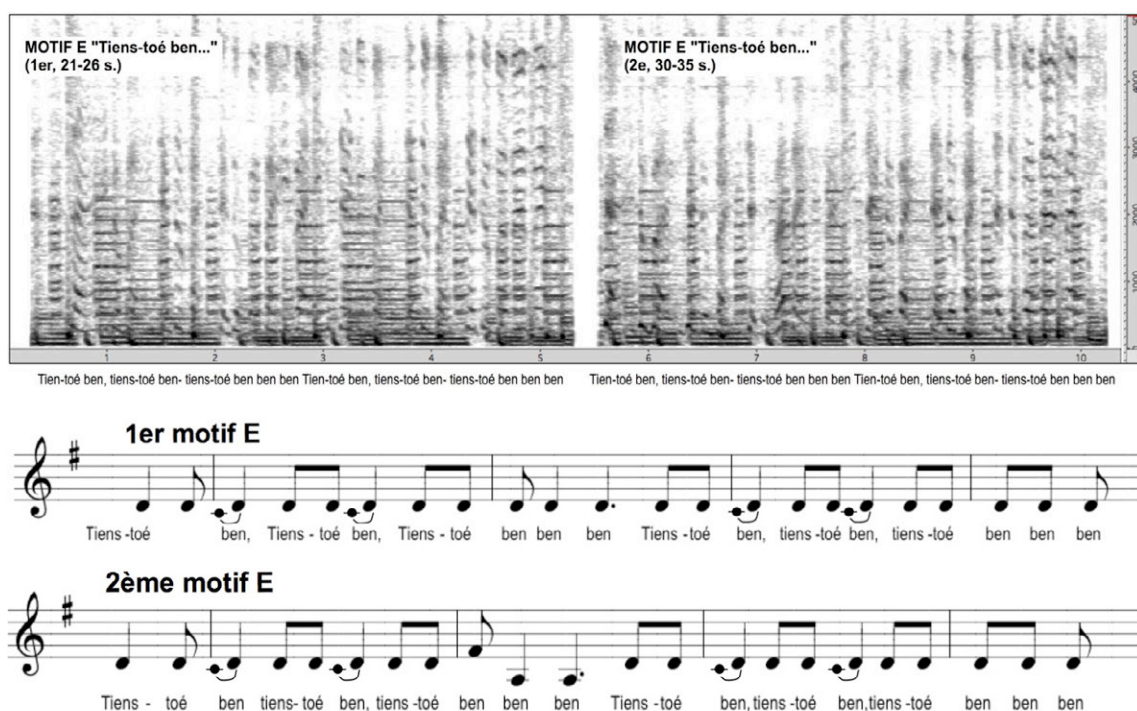 MOTIF E "Tiens-toé ben..."
(1er, 21-26 s.)
MOTIF E "Tiens-toé ben..."
(2e, 30-35 s.)
1 2 3 4 5 6 7 8 9 10
Tien-toé ben, tiens-toé ben- tiens-toé ben ben ben Tien-toé ben, tiens-toé ben- tiens-toé ben ben ben
Tien-toé ben, tiens-toé ben- tiens-toé ben ben ben Tien-toé ben, tiens-toé ben- tiens-toé ben ben ben
1er motif E
Tiens -toé ben, Tiens - toé ben, Tiens - toé ben ben ben Tiens -toé ben, tiens-toé ben, tiens -toé ben ben ben
2ème motif E
Tiens - toé ben tiens- toé ben, tiens -toé ben ben ben Tiens - toé ben,tiens-toé ben,tiens-toé ben ben ben